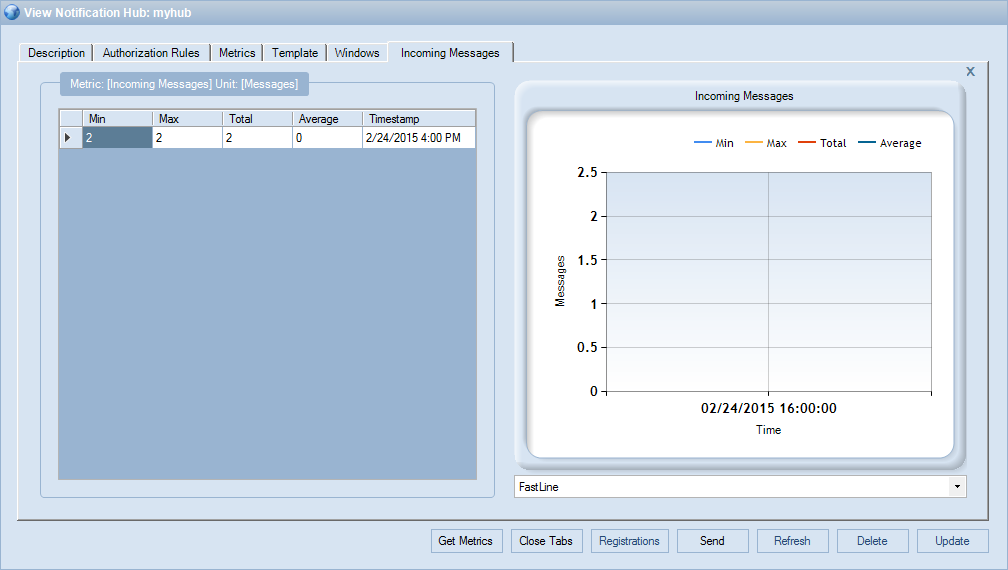 View Notification Hub: myhub
Description Authorization Rules Metrics Template Windows Incoming Messages
X
Metric: [Incoming Messages] Unit: [Messages]
Min Max Total Average Timestamp
2 2 2 0 2/24/2015 4:00 PM
Incoming Messages
Min Max Total Average
2.5
2
1.5
1
0.5
0
Messages
02/24/2015 16:00:00
Time
FastLine
Get Metrics Close Tabs Registrations Send Refresh Delete Update